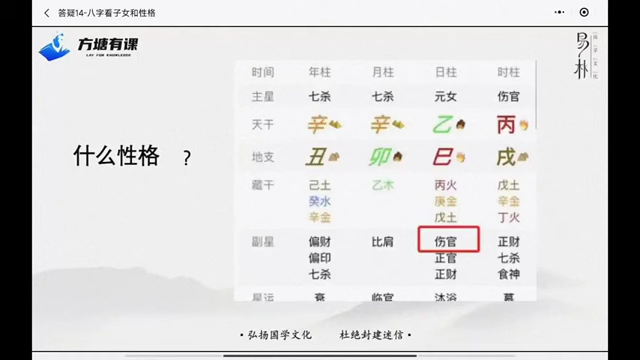 答疑14-八字看子女和性格
方塘有课
LAY FOR KNOWLEDGE
易朴
什么性格 ?
时间 年柱 月柱 日柱 时柱
主星 七杀 七杀 元女 伤官
天干 辛 辛 乙 丙
地支 丑 卯 巳 戌
藏干 己土 乙木 丙火 戊土
癸水 庚金 辛金
辛金 戊土 丁火
副星 偏财 比肩 伤官 正财
偏印 正官 七杀
七杀 正财 食神
星运 衰 临官 沐浴 墓
·弘扬国学文化 杜绝封建迷信·